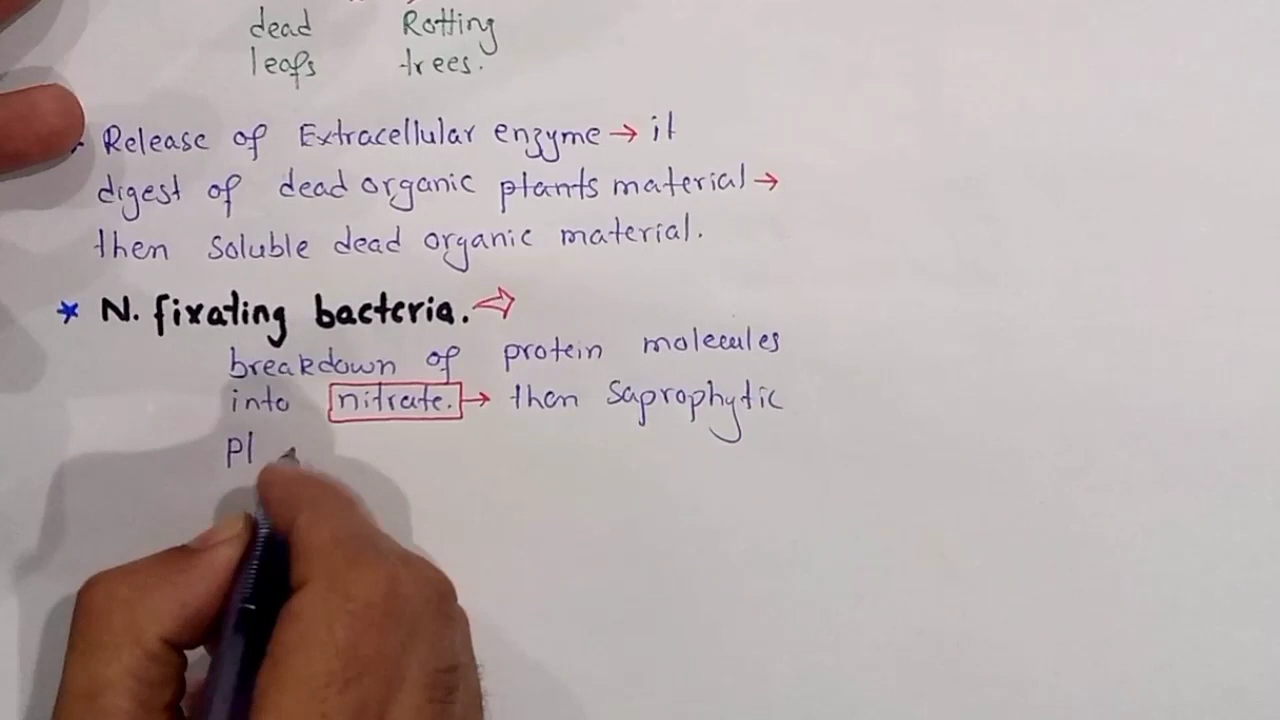 dead Rotting
leafs trees.
Release of Extracellular enzyme → it
digest of dead organic plants material →
then soluble dead organic material.
* N. fixating bacteria. ⇒
breakdown of protein molecules
into nitrate. → then Saprophytic
Pl